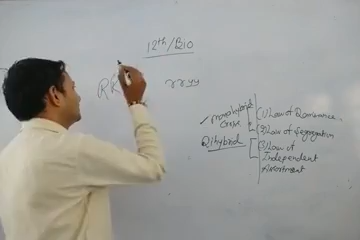 12th/Bio
RR rryy
Monohybrid (1) Law of Dominance
Cross (2) Law of Segregation
Dihybrid (3) Law of
Independent
Assortment